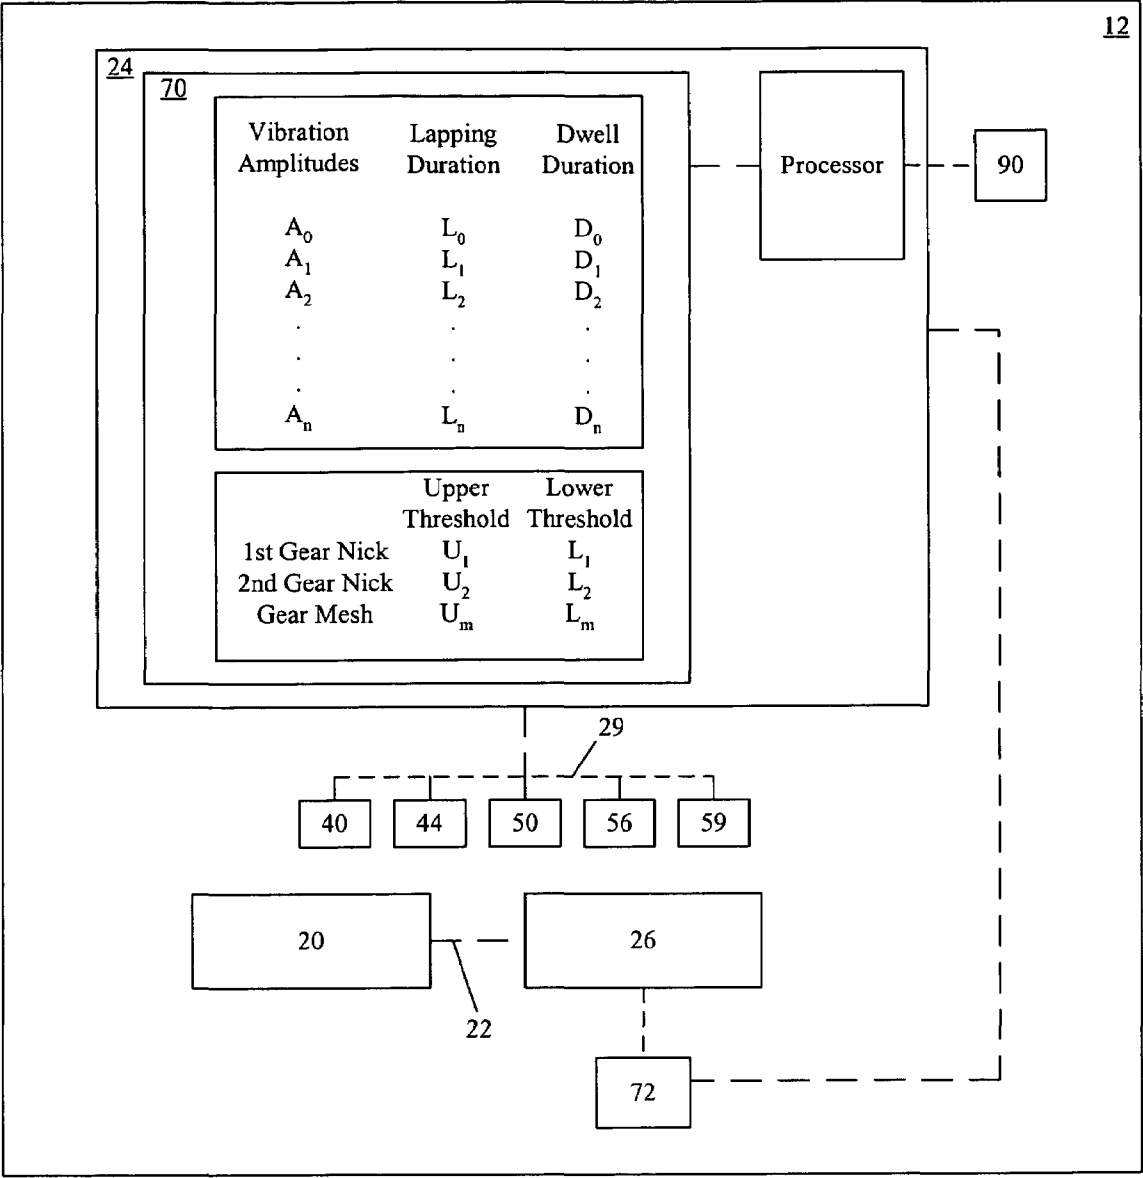 12
24
70
Vibration Lapping Dwell
Amplitudes Duration Duration
A0 L0 D0
A1 L1 D1
A2 L2 D2
. . .
. . .
. . .
An Ln Dn
Processor
90
Upper Lower
Threshold Threshold
1st Gear Nick U1 L1
2nd Gear Nick U2 L2
Gear Mesh Um Lm
29
40 44 50 56 59
20 26
22
72